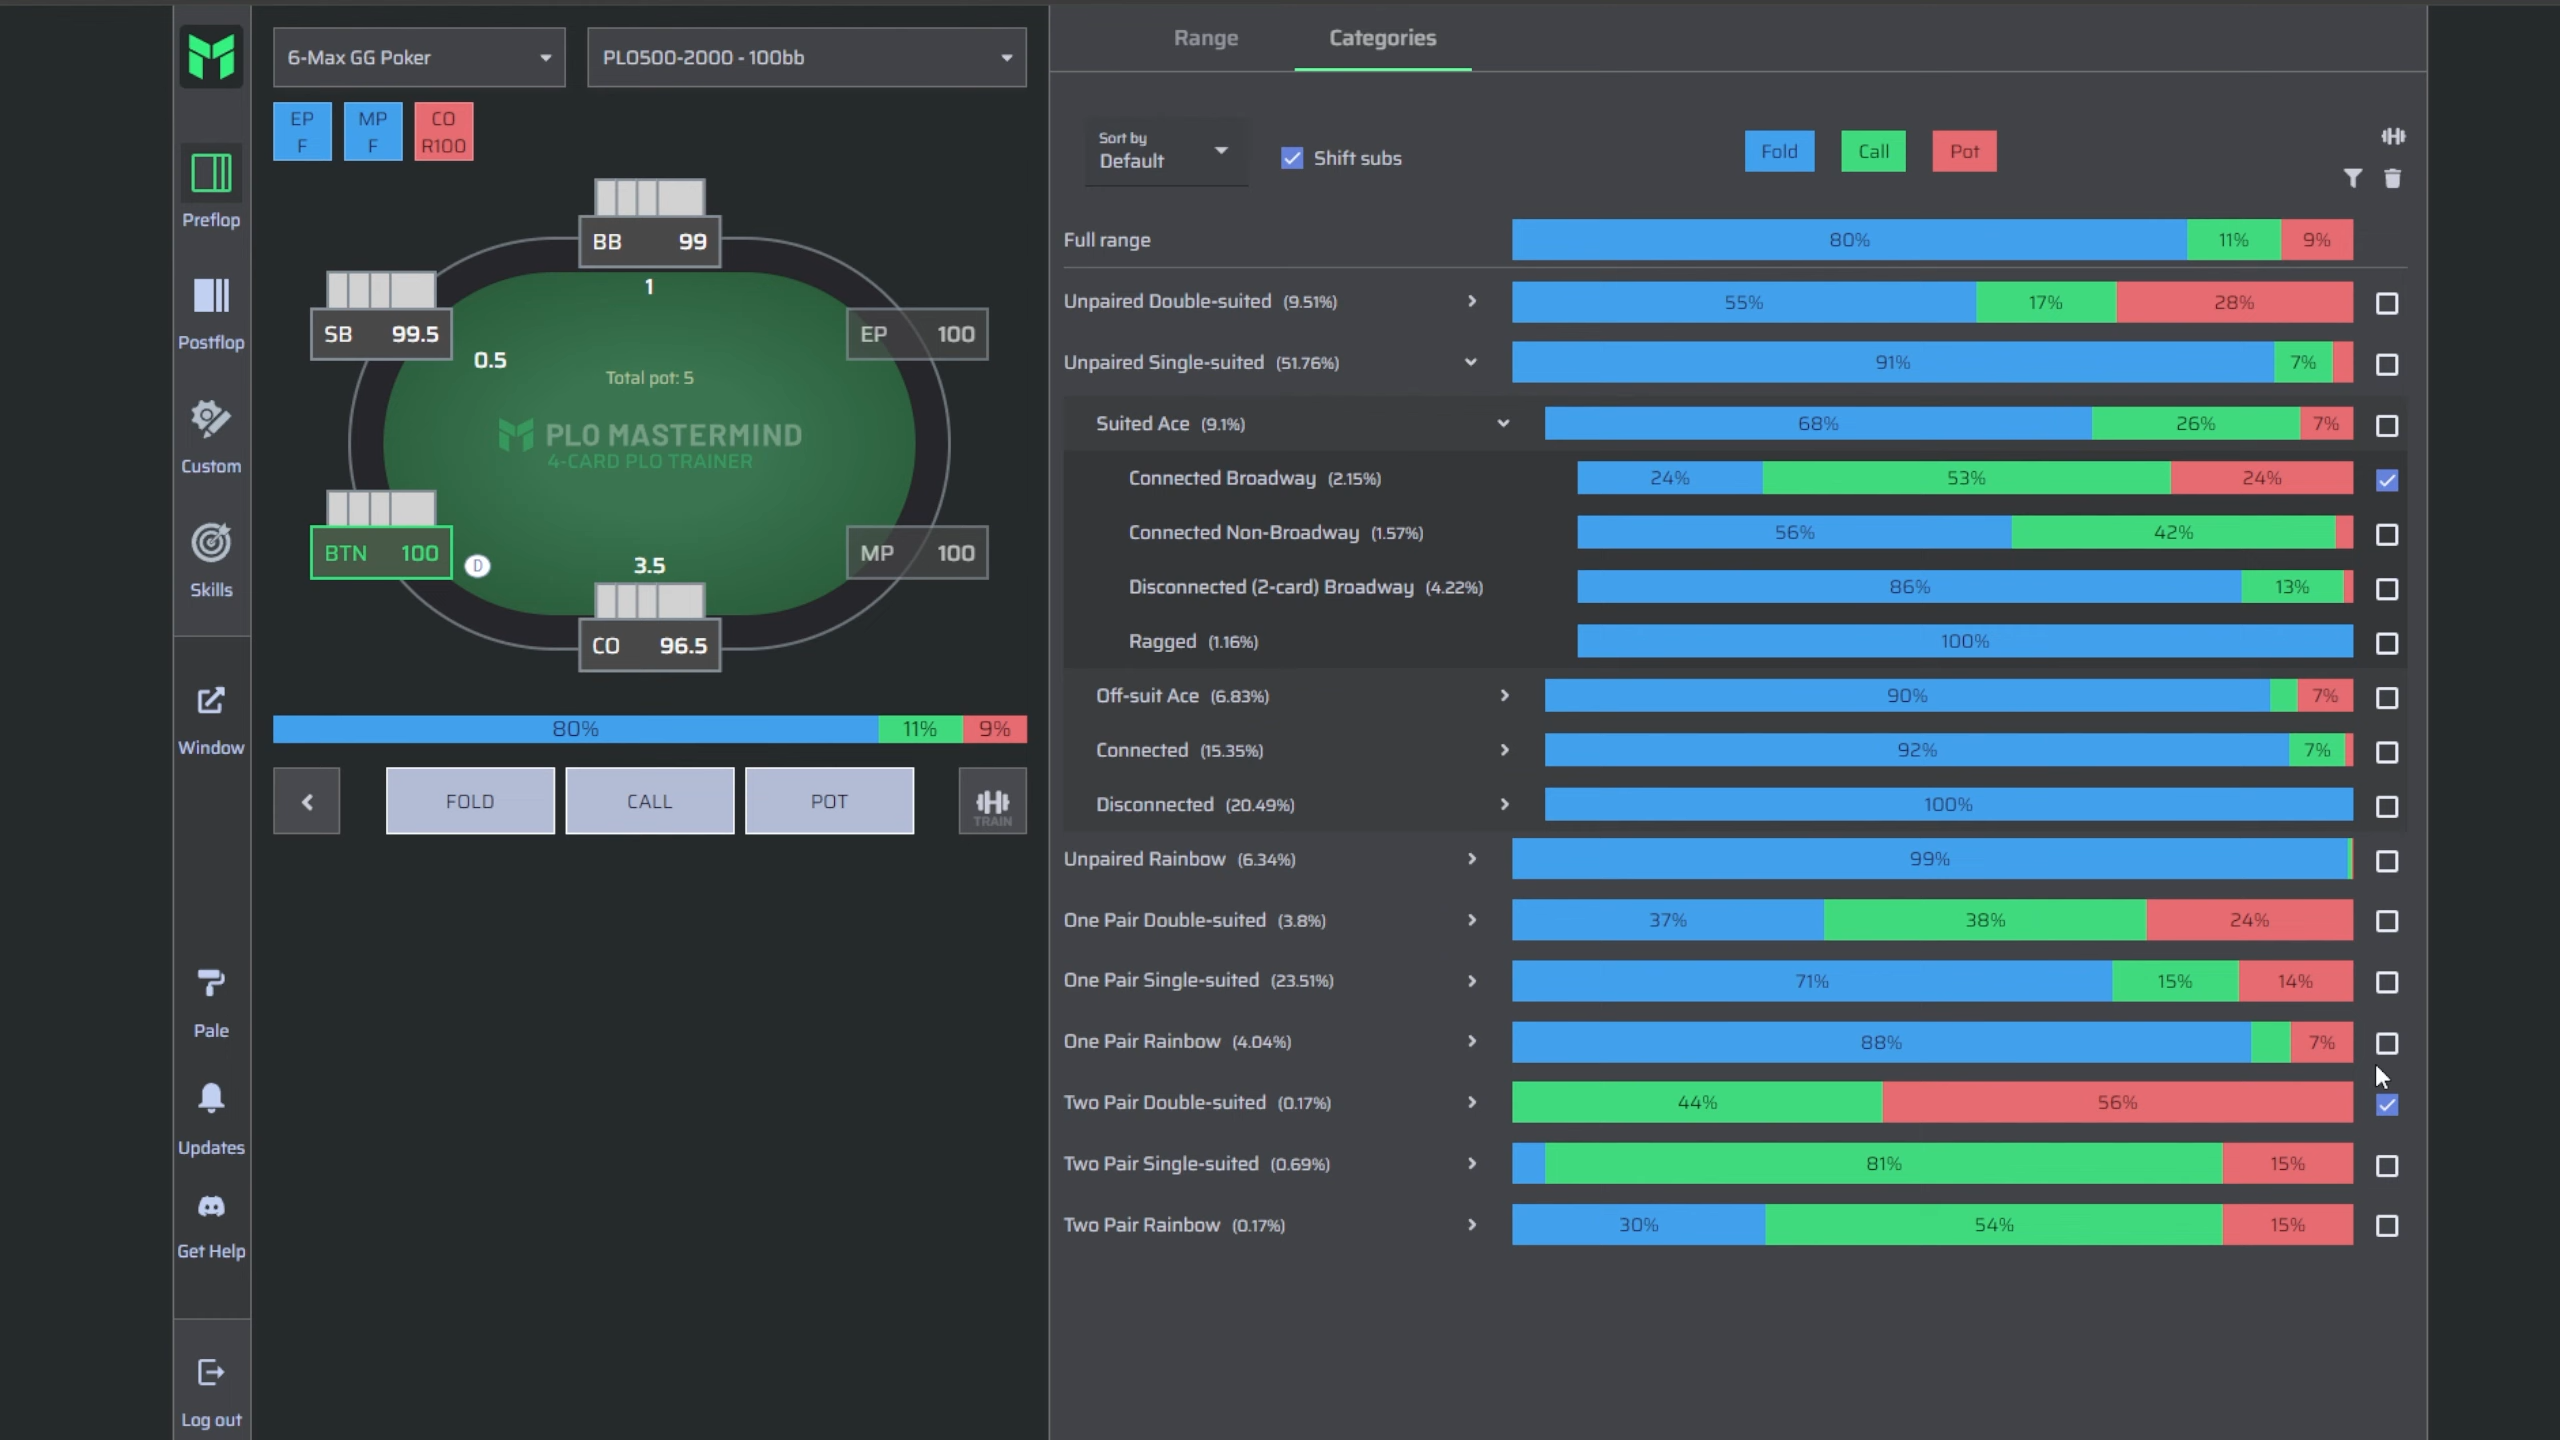 6-Max GG Poker
PLO500-2000 - 100bb
EP
F
MP
F
CO
R100
BB 99
1
SB 99.5
0.5
EP 100
Total pot: 5
PLO MASTERMIND
4-CARD PLO TRAINER
BTN 100
D
MP 100
3.5
CO 96.5
80% 11% 9%
FOLD
CALL
POT
TRAIN
Preflop
Postflop
Custom
Skills
Window
Pale
Updates
Get Help
Log out
Range
Categories
Sort by
Default
Shift subs
Fold
Call
Pot
Full range 80% 11% 9%
Unpaired Double-suited (9.51%) 55% 17% 28%
Unpaired Single-suited (51.76%) 91% 7%
Suited Ace (9.1%) 68% 26% 7%
Connected Broadway (2.15%) 24% 53% 24%
Connected Non-Broadway (1.57%) 56% 42%
Disconnected (2-card) Broadway (4.22%) 86% 13%
Ragged (1.16%) 100%
Off-suit Ace (6.83%) 90% 7%
Connected (15.35%) 92% 7%
Disconnected (20.49%) 100%
Unpaired Rainbow (6.34%) 99%
One Pair Double-suited (3.8%) 37% 38% 24%
One Pair Single-suited (23.51%) 71% 15% 14%
One Pair Rainbow (4.04%) 88% 7%
Two Pair Double-suited (0.17%) 44% 56%
Two Pair Single-suited (0.69%) 81% 15%
Two Pair Rainbow (0.17%) 30% 54% 15%